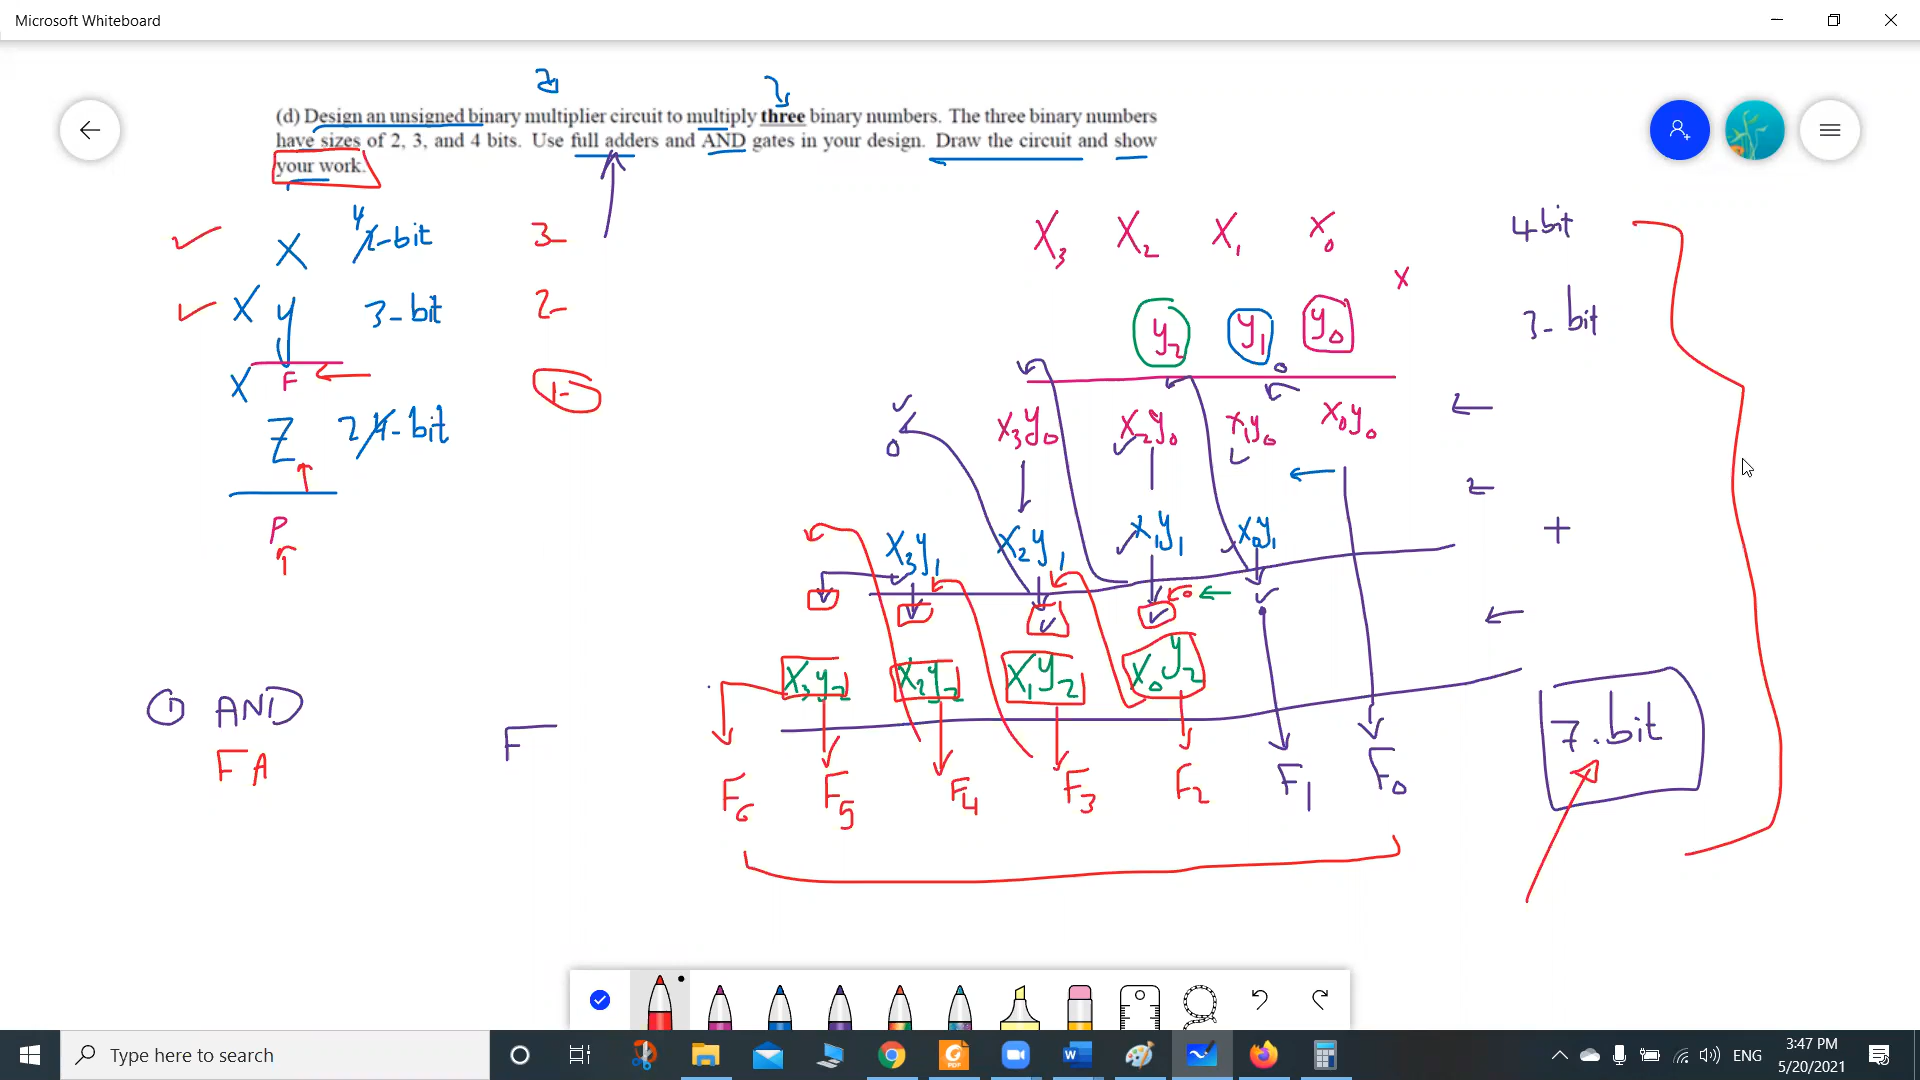 Microsoft Whiteboard
(d) Design an unsigned binary multiplier circuit to multiply three binary numbers. The three binary numbers
have sizes of 2, 3, and 4 bits. Use full adders and AND gates in your design. Draw the circuit and show
your work.
X 4-bit 3-
X Y 3-bit 2-
F
X Z 2-bit 1-
P
① AND
FA
F
X3 X2 X1 X0 4 bit
X
y2 y1 y0 3-bit
0
x3y0 x2y0 x1y0 x0y0
0
x3y1 x2y1 x1y1 x0y1 +
x3y2 x2y2 x1y2 x0y2
7-bit
F6 F5 F4 F3 F2 F1 F0
Type here to search
ENG
3:47 PM
5/20/2021